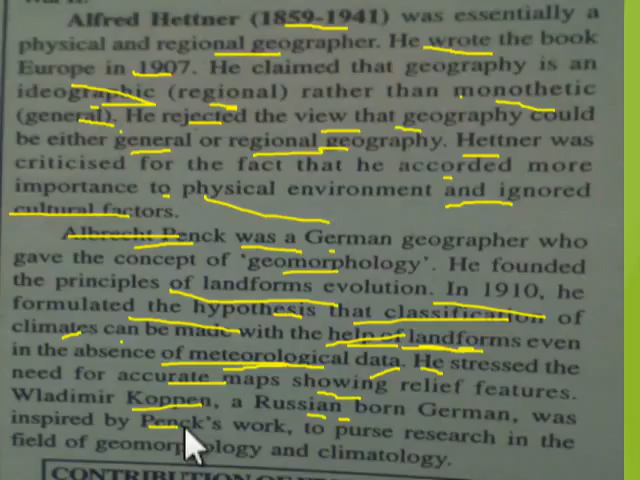 Alfred Hettner (1859-1941) was essentially a
physical and regional geographer. He wrote the book
Europe in 1907. He claimed that geography is an
ideographic (regional) rather than monothetic
(general). He rejected the view that geography could
be either general or regional geography. Hettner was
criticised for the fact that he accorded more
importance to physical environment and ignored
cultural factors.
Albrecht Penck was a German geographer who
gave the concept of 'geomorphology'. He founded
the principles of landforms evolution. In 1910, he
formulated the hypothesis that classification of
climates can be made with the help of landforms even
in the absence of meteorological data. He stressed the
need for accurate maps showing relief features.
Wladimir Koppen, a Russian born German, was
inspired by Penck's work, to purse research in the
field of geomorphology and climatology.
CONTRIBUTION OF